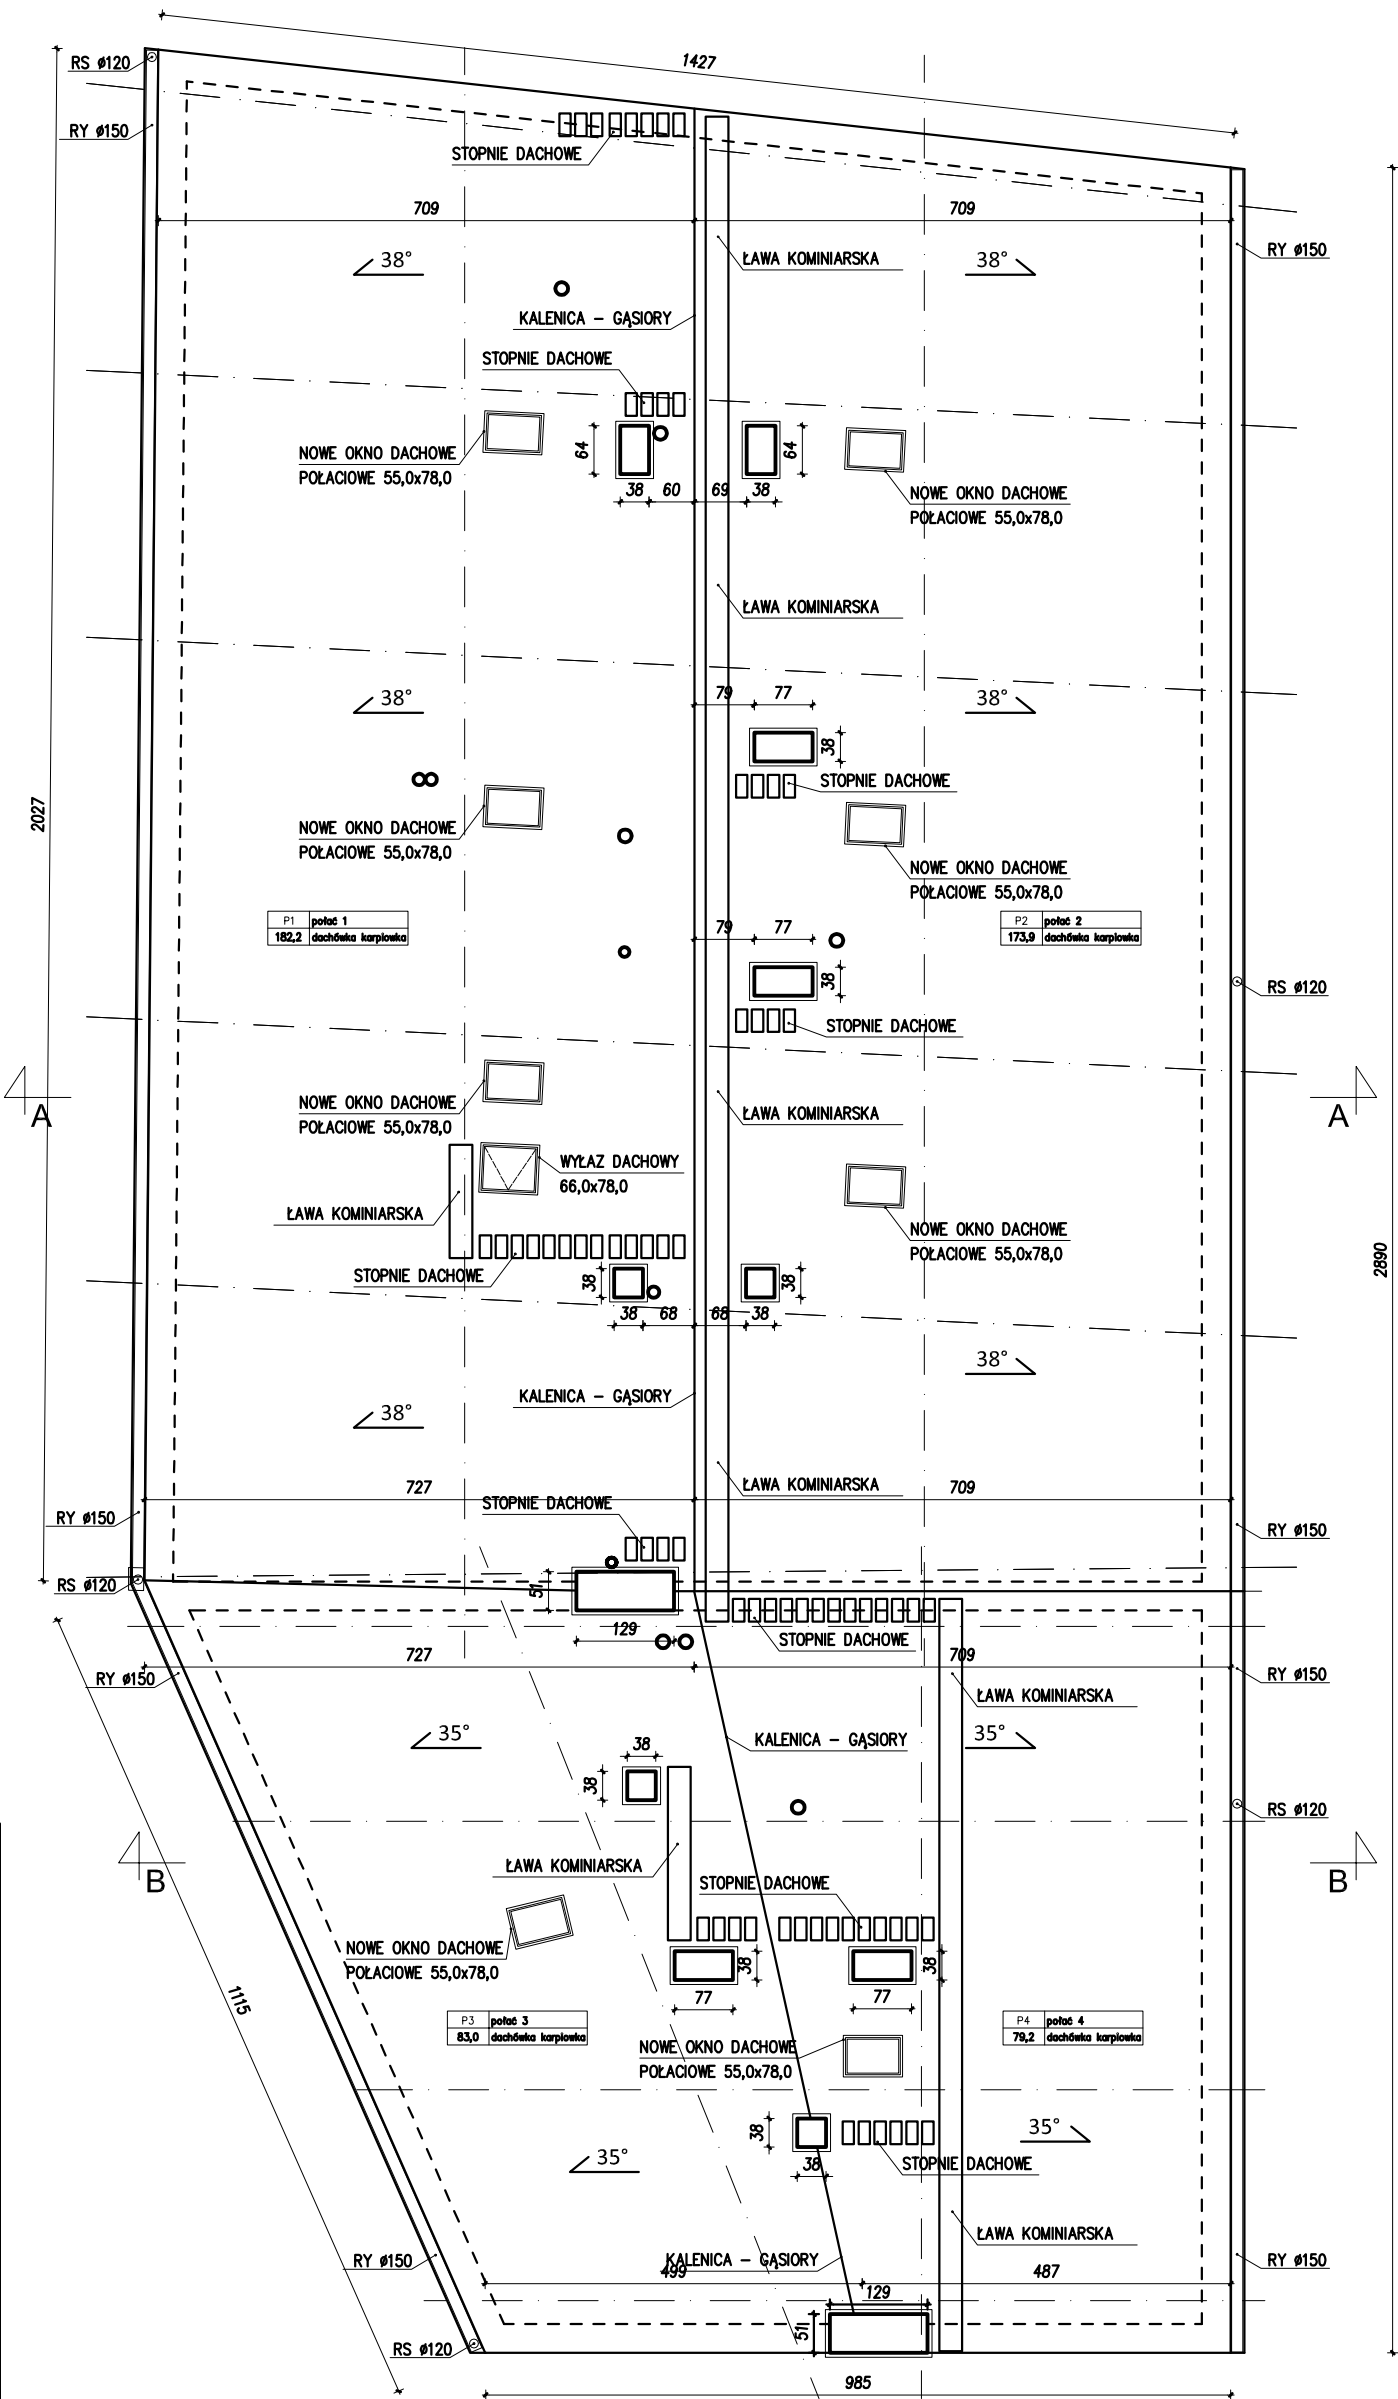 1427
RS ø120
RY ø150
STOPNIE DACHOWE
709
709
RY ø150
ŁAWA KOMINIARSKA
38°
38°
KALENICA – GĄSIORY
STOPNIE DACHOWE
NOWE OKNO DACHOWE
POŁACIOWE 55,0x78,0
64
64
38
60
69
38
NOWE OKNO DACHOWE
POŁACIOWE 55,0x78,0
ŁAWA KOMINIARSKA
38°
79
77
38°
38
STOPNIE DACHOWE
2027
NOWE OKNO DACHOWE
POŁACIOWE 55,0x78,0
NOWE OKNO DACHOWE
POŁACIOWE 55,0x78,0
P1 połać 1
182,2 dachówka karpiowka
79
77
P2 połać 2
173,9 dachówka karpiowka
38
RS ø120
STOPNIE DACHOWE
A
NOWE OKNO DACHOWE
POŁACIOWE 55,0x78,0
ŁAWA KOMINIARSKA
A
WYŁAZ DACHOWY
66,0x78,0
ŁAWA KOMINIARSKA
NOWE OKNO DACHOWE
POŁACIOWE 55,0x78,0
2890
STOPNIE DACHOWE
38
38
38
68
68
38
38°
KALENICA – GĄSIORY
38°
727
ŁAWA KOMINIARSKA
709
STOPNIE DACHOWE
RY ø150
RY ø150
RS ø120
51
129
STOPNIE DACHOWE
727
709
RY ø150
RY ø150
ŁAWA KOMINIARSKA
35°
KALENICA – GĄSIORY
35°
38
38
RS ø120
B
ŁAWA KOMINIARSKA
STOPNIE DACHOWE
B
NOWE OKNO DACHOWE
POŁACIOWE 55,0x78,0
38
38
77
77
1115
P3 połać 3
83,0 dachówka karpiowka
P4 połać 4
79,2 dachówka karpiowka
NOWE OKNO DACHOWE
POŁACIOWE 55,0x78,0
38
38
35°
35°
STOPNIE DACHOWE
ŁAWA KOMINIARSKA
RY ø150
KALENICA – GĄSIORY
RY ø150
499
487
129
51
RS ø120
985